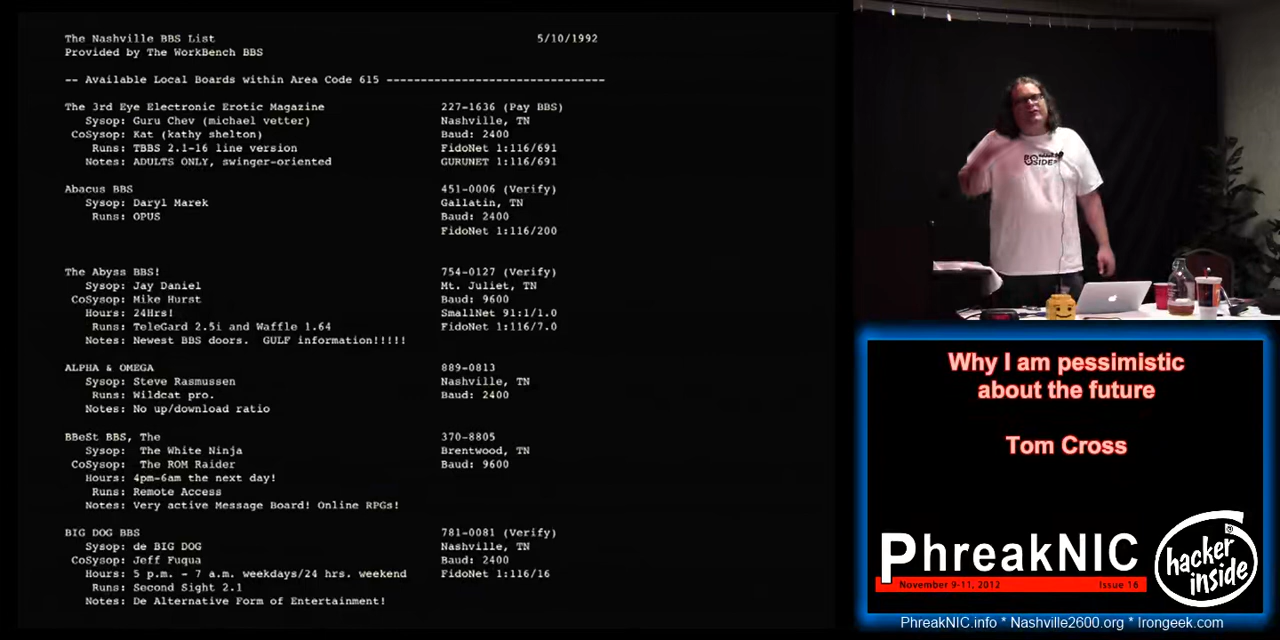 The Nashville BBS List 5/10/1992
Provided by The WorkBench BBS
-- Available Local Boards within Area Code 615 --------------------------------
The 3rd Eye Electronic Erotic Magazine 227-1636 (Pay BBS)
Sysop: Guru Chev (michael vetter) Nashville, TN
CoSysop: Kat (kathy shelton) Baud: 2400
Runs: TBBS 2.1-16 line version FidoNet 1:116/691
Notes: ADULTS ONLY, swinger-oriented GURUNET 1:116/691
Abacus BBS 451-0006 (Verify)
Sysop: Daryl Marek Gallatin, TN
Runs: OPUS Baud: 2400
FidoNet 1:116/200
The Abyss BBS! 754-0127 (Verify)
Sysop: Jay Daniel Mt. Juliet, TN
CoSysop: Mike Hurst Baud: 9600
Hours: 24Hrs! SmallNet 91:1/1.0
Runs: TeleGard 2.5i and Waffle 1.64 FidoNet 1:116/7.0
Notes: Newest BBS doors. GULF information!!!!!
ALPHA & OMEGA 889-0813
Sysop: Steve Rasmussen Nashville, TN
Runs: Wildcat pro. Baud: 2400
Notes: No up/download ratio
BBeSt BBS, The 370-8805
Sysop: The White Ninja Brentwood, TN
CoSysop: The ROM Raider Baud: 9600
Hours: 4pm-6am the next day!
Runs: Remote Access
Notes: Very active Message Board! Online RPGs!
BIG DOG BBS 781-0081 (Verify)
Sysop: de BIG DOG Nashville, TN
CoSysop: Jeff Fuqua Baud: 2400
Hours: 5 p.m. - 7 a.m. weekdays/24 hrs. weekend FidoNet 1:116/16
Runs: Second Sight 2.1
Notes: De Alternative Form of Entertainment!
Why I am pessimistic
about the future
Tom Cross
PhreakNIC
November 9-11, 2012 Issue 16
hacker
inside
PhreakNIC.info * Nashville2600.org * Irongeek.com